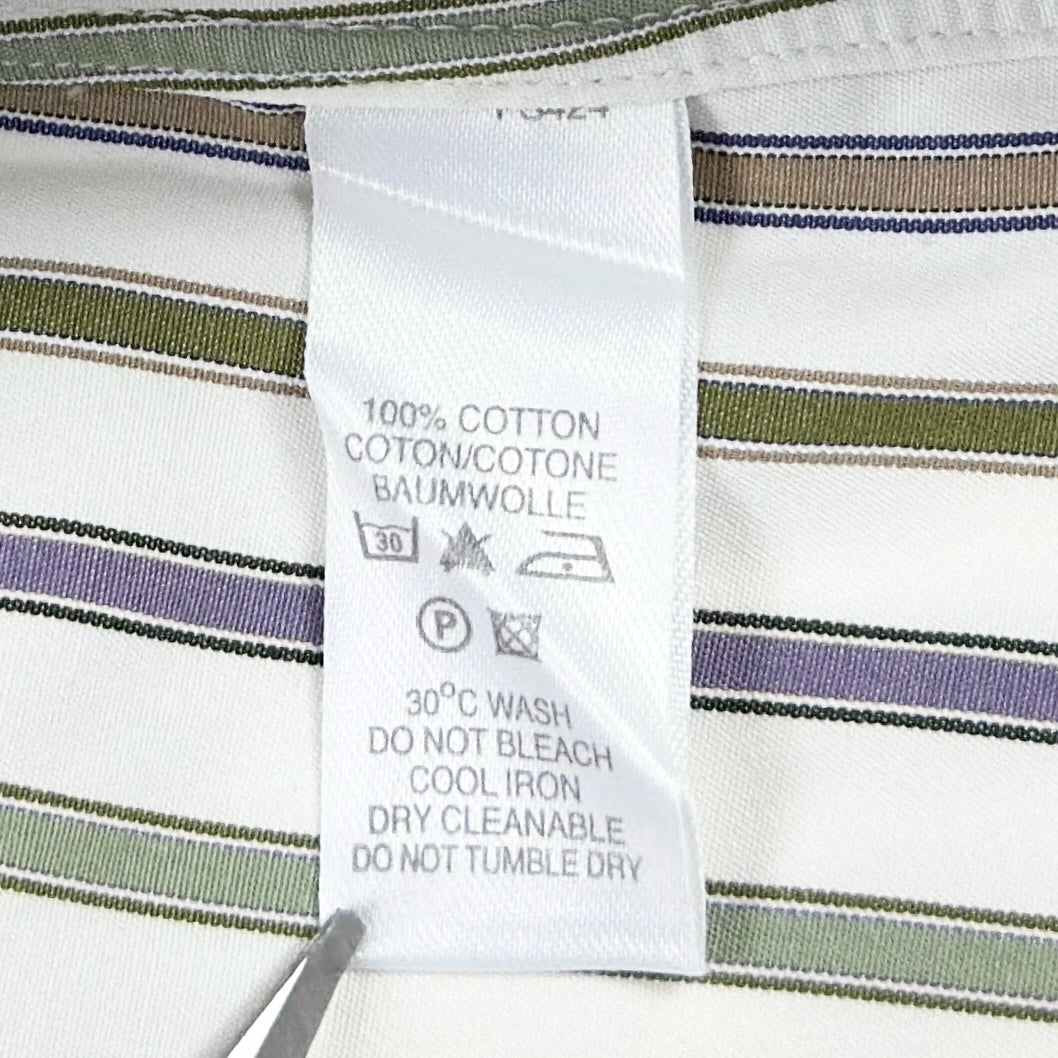 100% COTTON
COTON/COTONE
BAUMWOLLE
30
P
30°C WASH
DO NOT BLEACH
COOL IRON
DRY CLEANABLE
DO NOT TUMBLE DRY